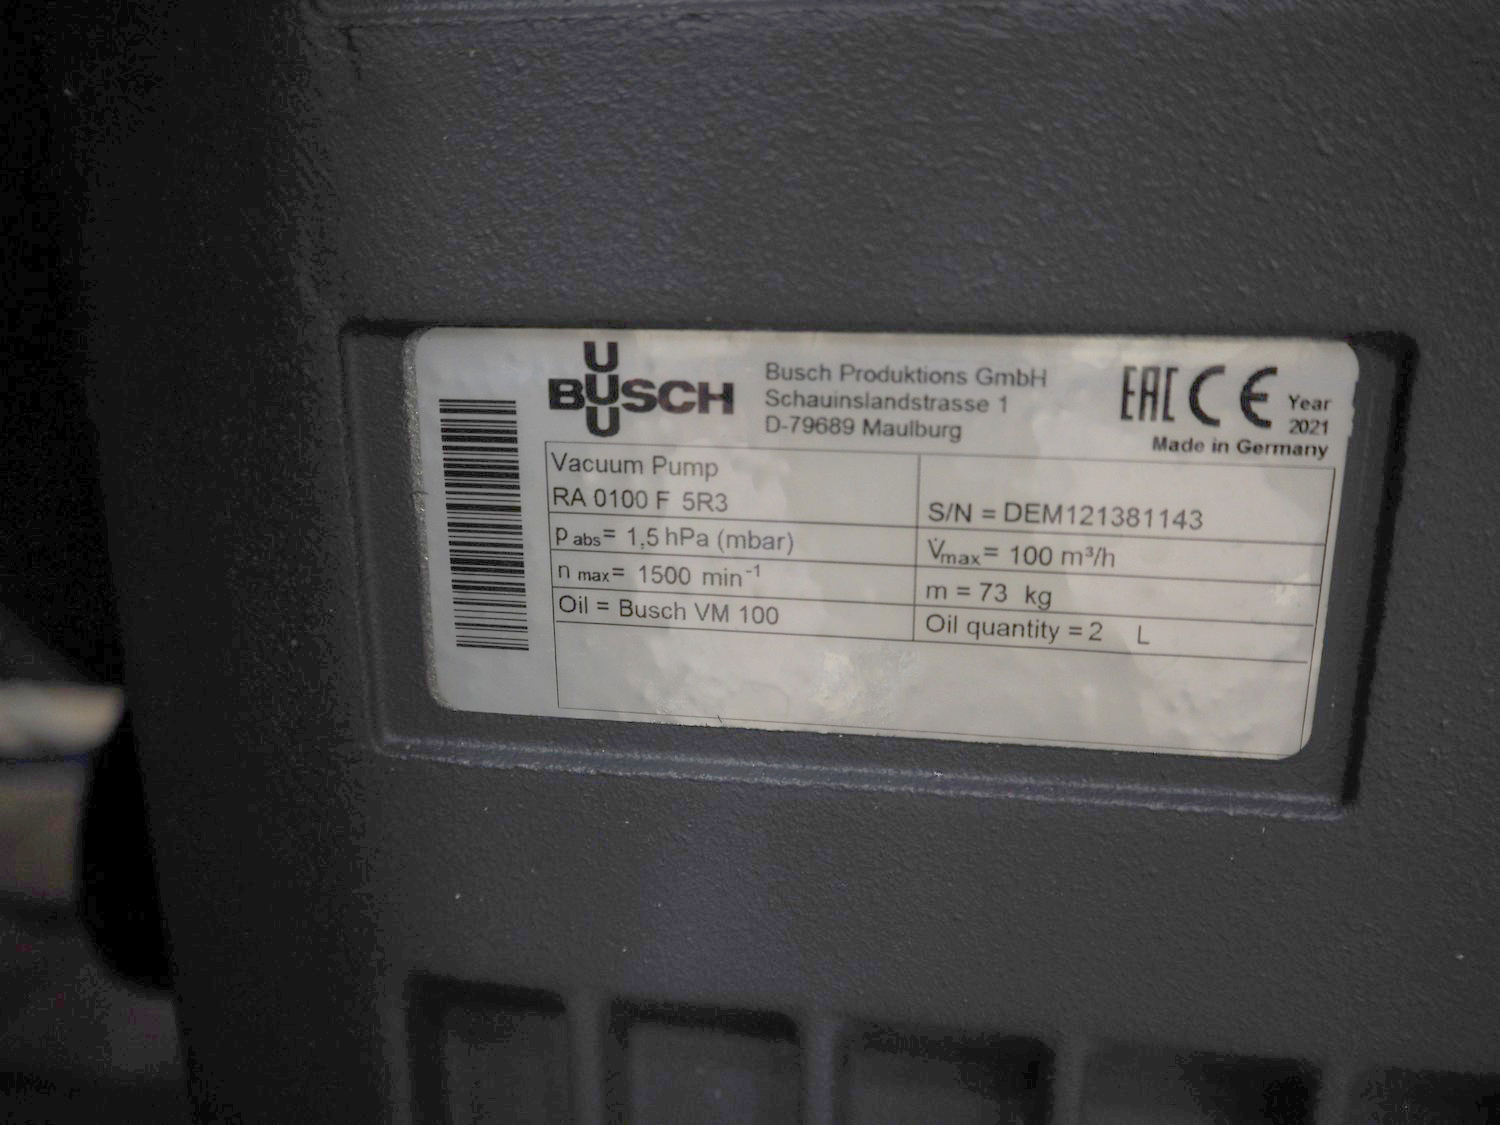 BUSCH
Busch Produktions GmbH
Schauinslandstrasse 1
D-79689 Maulburg
EAC CE Year
2021
Made in Germany
Vacuum Pump
RA 0100 F 5R3
S/N = DEM121381143
p abs= 1,5 hPa (mbar)
V̇max= 100 m³/h
n max= 1500 min⁻¹
m = 73 kg
Oil = Busch VM 100
Oil quantity = 2 L